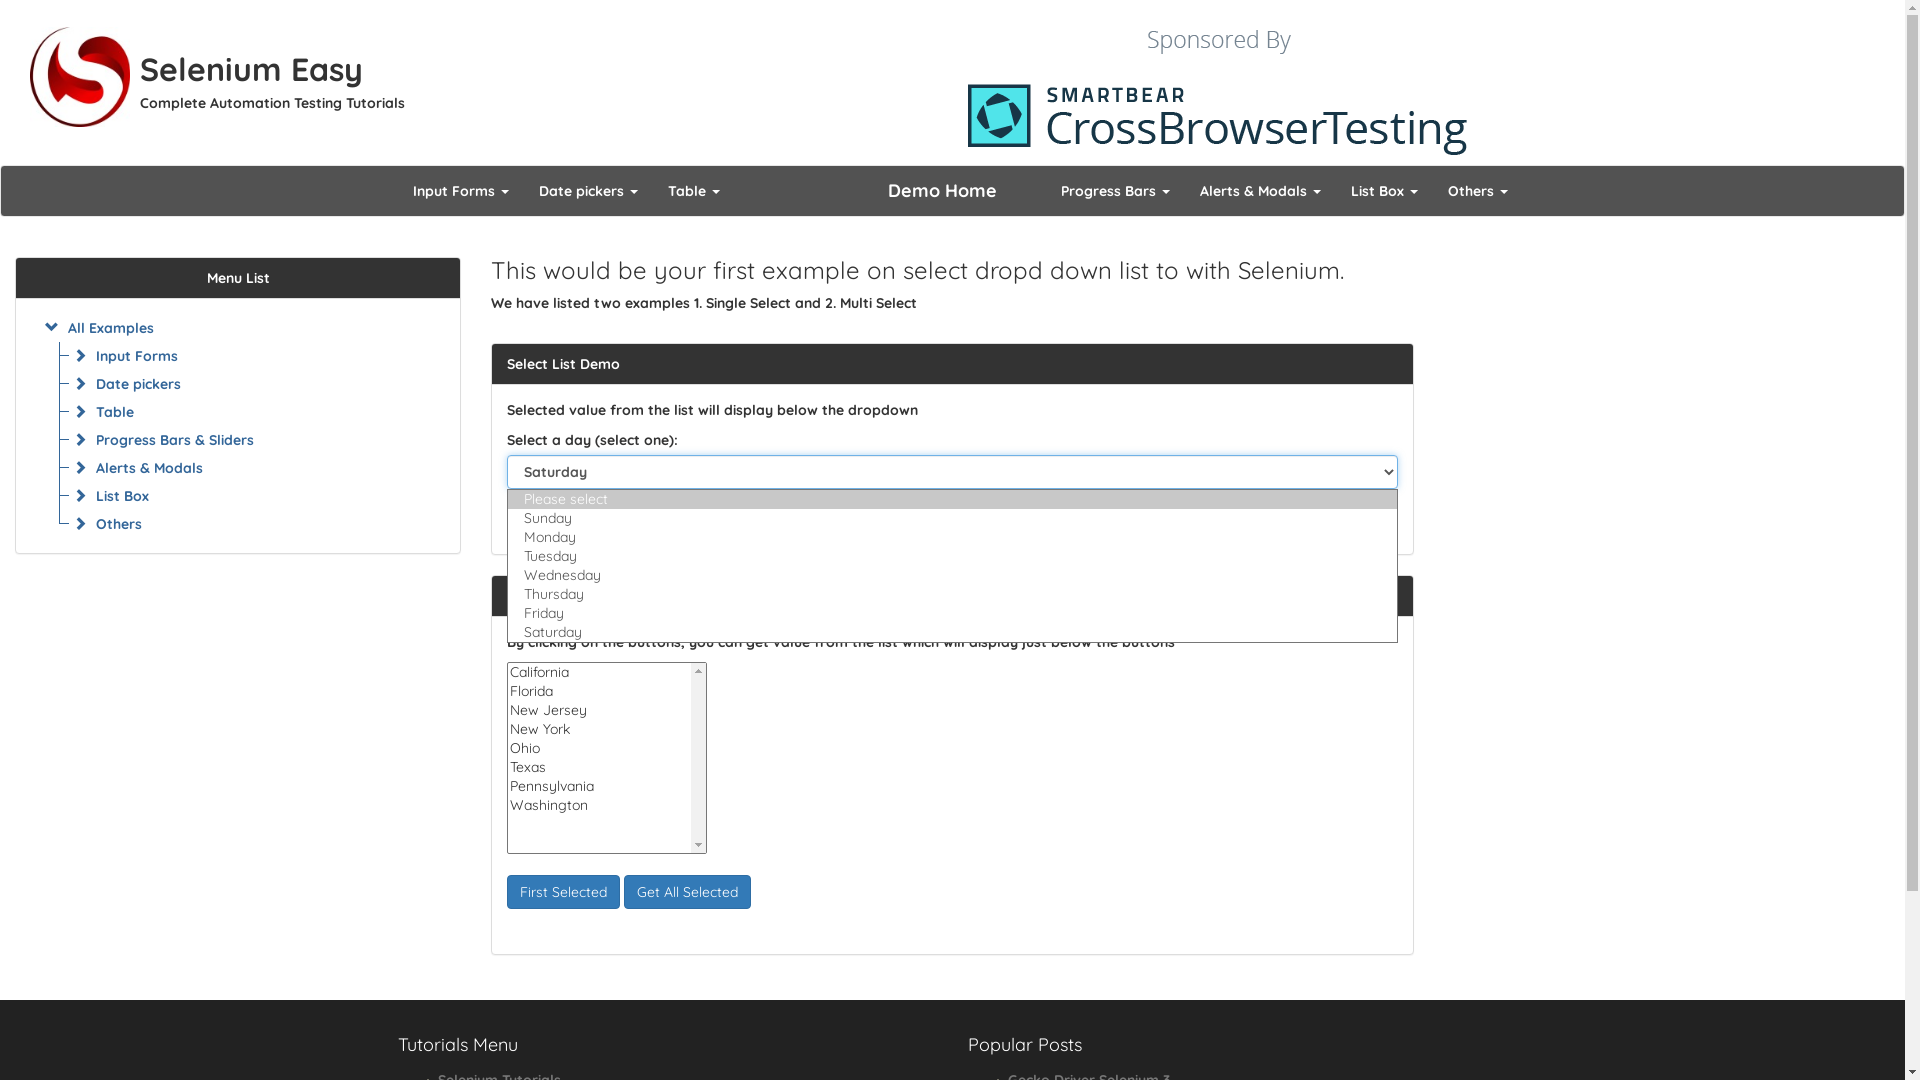 Selenium Easy
Complete Automation Testing Tutorials
Sponsored By
SMARTBEAR
CrossBrowserTesting
Input Forms
Date pickers
Table
Demo Home
Progress Bars
Alerts & Modals
List Box
Others
Menu List
All Examples
Input Forms
Date pickers
Table
Progress Bars & Sliders
Alerts & Modals
List Box
Others
This would be your first example on select dropd down list to with Selenium.
We have listed two examples 1. Single Select and 2. Multi Select
Select List Demo
Selected value from the list will display below the dropdown
Select a day (select one):
Saturday
Please select
Sunday
Monday
Tuesday
Wednesday
Thursday
Friday
Saturday
By clicking on the buttons, you can get value from the list which will display just below the buttons
California
Florida
New Jersey
New York
Ohio
Texas
Pennsylvania
Washington
First Selected
Get All Selected
Tutorials Menu
Popular Posts
Selenium Tutorials
Gecko Driver Selenium 3